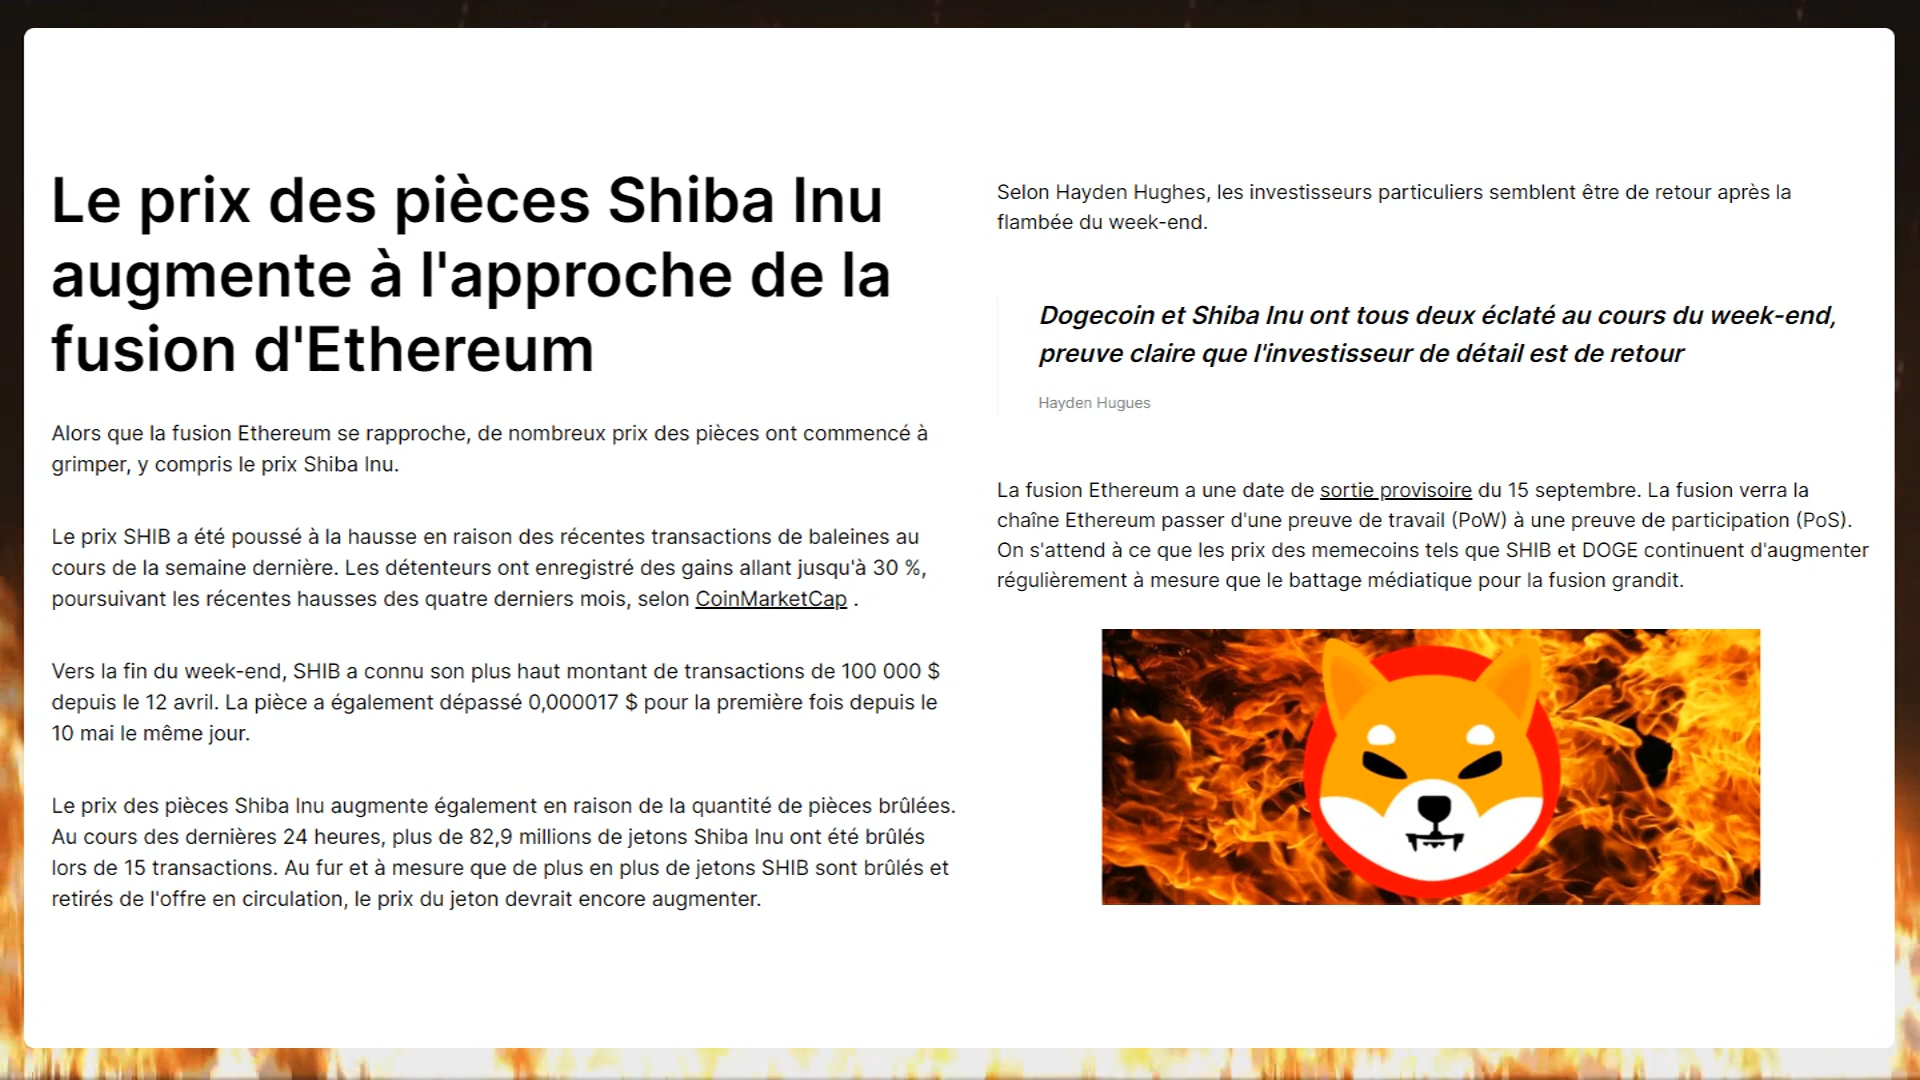 Le prix des pièces Shiba Inu
augmente à l'approche de la
fusion d'Ethereum
Alors que la fusion Ethereum se rapproche, de nombreux prix des pièces ont commencé à
grimper, y compris le prix Shiba Inu.
Le prix SHIB a été poussé à la hausse en raison des récentes transactions de baleines au
cours de la semaine dernière. Les détenteurs ont enregistré des gains allant jusqu'à 30 %,
poursuivant les récentes hausses des quatre derniers mois, selon CoinMarketCap .
Vers la fin du week-end, SHIB a connu son plus haut montant de transactions de 100 000 $
depuis le 12 avril. La pièce a également dépassé 0,000017 $ pour la première fois depuis le
10 mai le même jour.
Le prix des pièces Shiba Inu augmente également en raison de la quantité de pièces brûlées.
Au cours des dernières 24 heures, plus de 82,9 millions de jetons Shiba Inu ont été brûlés
lors de 15 transactions. Au fur et à mesure que de plus en plus de jetons SHIB sont brûlés et
retirés de l'offre en circulation, le prix du jeton devrait encore augmenter.
Selon Hayden Hughes, les investisseurs particuliers semblent être de retour après la
flambée du week-end.
Dogecoin et Shiba Inu ont tous deux éclaté au cours du week-end,
preuve claire que l'investisseur de détail est de retour
Hayden Hugues
La fusion Ethereum a une date de sortie provisoire du 15 septembre. La fusion verra la
chaîne Ethereum passer d'une preuve de travail (PoW) à une preuve de participation (PoS).
On s'attend à ce que les prix des memecoins tels que SHIB et DOGE continuent d'augmenter
régulièrement à mesure que le battage médiatique pour la fusion grandit.